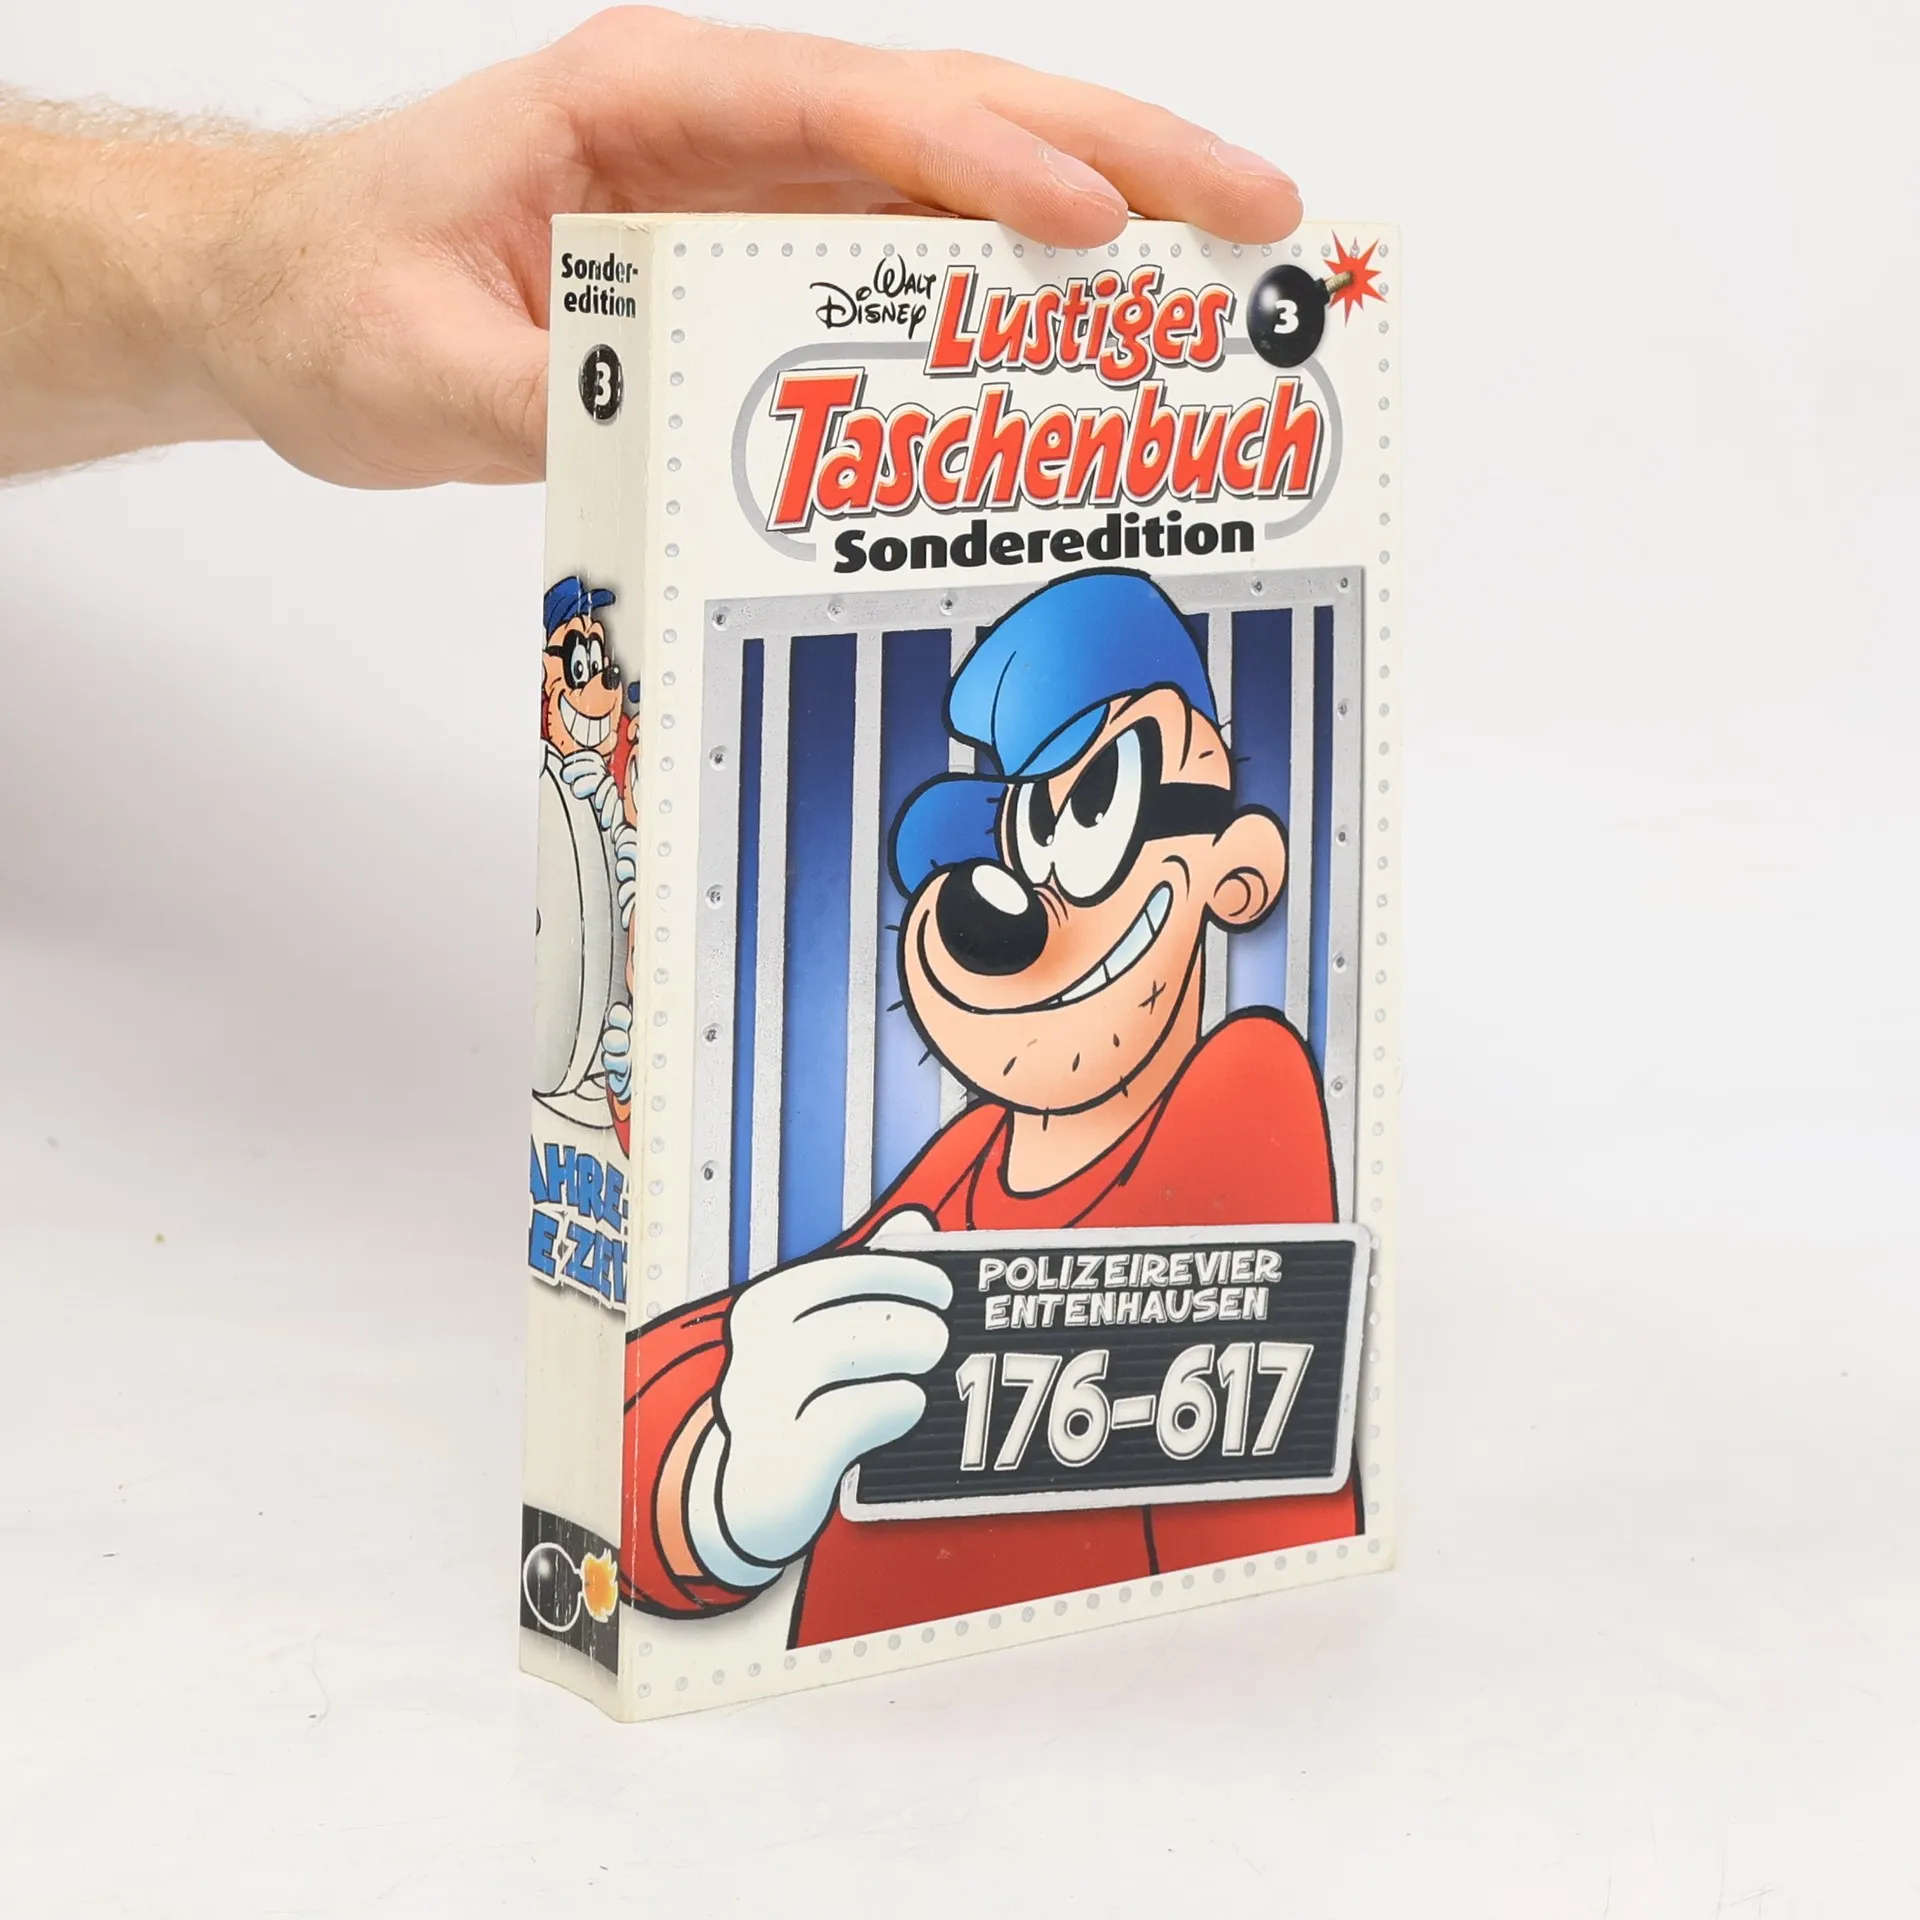 Sonder-
edition
3
WALT
DISNEY
Lustiges
3
Taschenbuch
Sonderedition
POLIZEIREVIER
ENTENHAUSEN
176-617